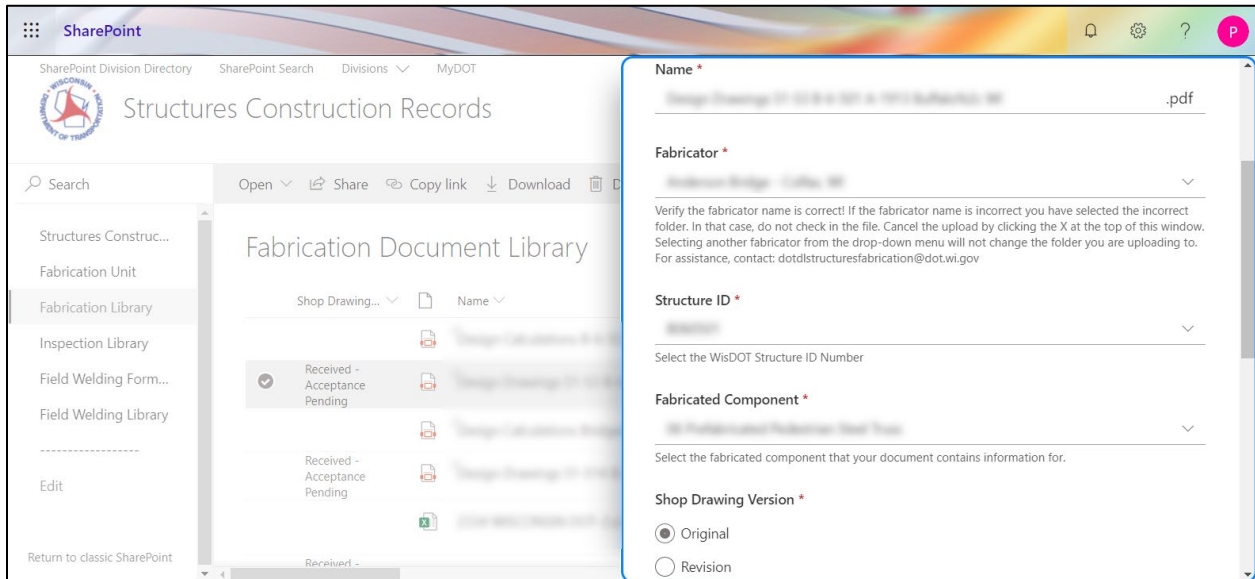 SharePoint
P
SharePoint Division Directory SharePoint Search Divisions MyDOT
WISCONSIN
DEPARTMENT OF TRANSPORTATION
Structures Construction Records
Search
Open Share Copy link Download D
Structures Construc...
Fabrication Unit
Fabrication Library
Inspection Library
Field Welding Form...
Field Welding Library
-----------------
Edit
Return to classic SharePoint
Fabrication Document Library
Shop Drawing... Name
Received -
Acceptance
Pending
Received -
Acceptance
Pending
Received -
Name *
.pdf
Fabricator *
Verify the fabricator name is correct! If the fabricator name is incorrect you have selected the incorrect
folder. In that case, do not check in the file. Cancel the upload by clicking the X at the top of this window.
Selecting another fabricator from the drop-down menu will not change the folder you are uploading to.
For assistance, contact: dotdlstructuresfabrication@dot.wi.gov
Structure ID *
Select the WisDOT Structure ID Number
Fabricated Component *
Select the fabricated component that your document contains information for.
Shop Drawing Version *
Original
Revision